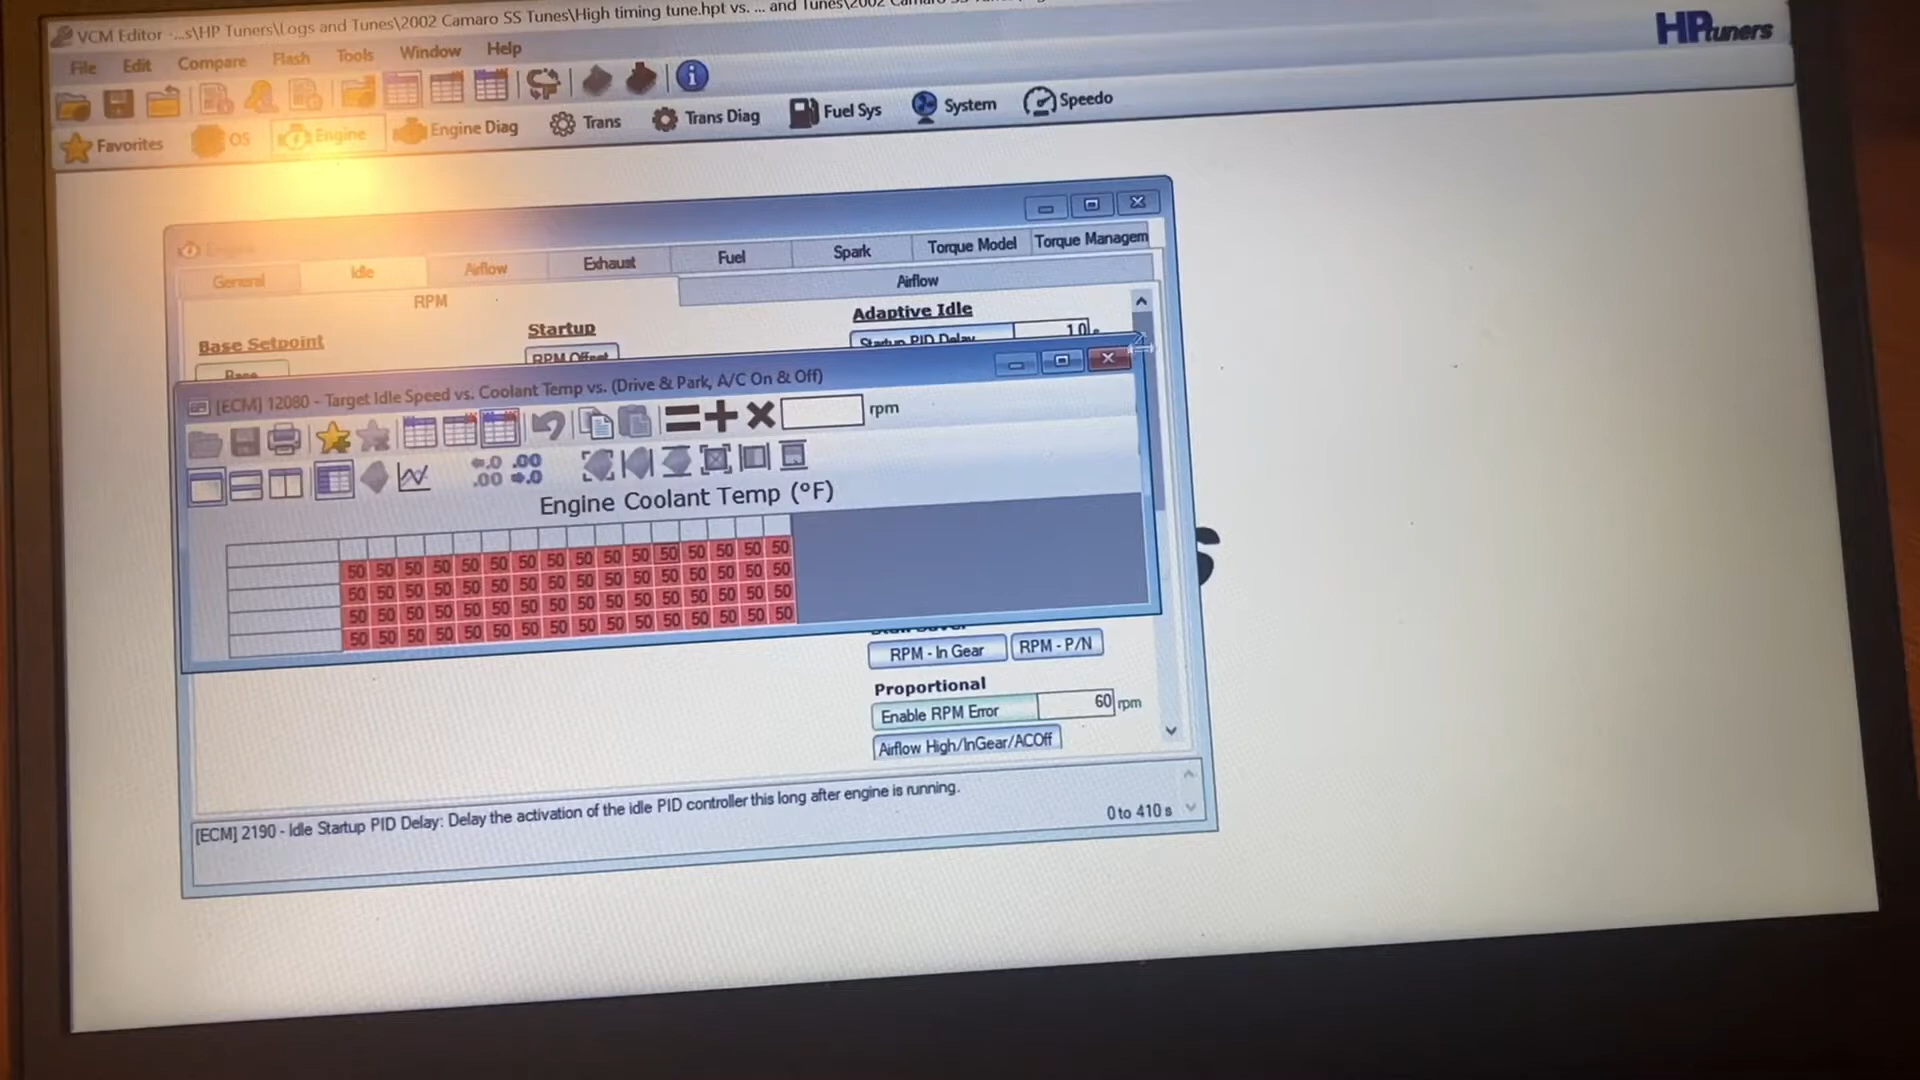 VCM Editor -...s\HP Tuners\Logs and Tunes\2002 Camaro SS Tunes\High timing tune.hpt vs. ... and Tunes\2002 Camaro SS
HPtuners
File Edit Compare Flash Tools Window Help
Favorites OS Engine Engine Diag Trans Trans Diag Fuel Sys System Speedo
Engine
General Idle Airflow Exhaust Fuel Spark Torque Model Torque Managem
RPM Airflow
Base Setpoint Startup Adaptive Idle
Base RPM Offset Startup PID Delay 1.0 s
[ECM] 12080 - Target Idle Speed vs. Coolant Temp vs. (Drive & Park, A/C On & Off)
rpm
.0 .00
.00 .0
Engine Coolant Temp (°F)
50 50 50 50 50 50 50 50 50 50 50 50 50 50 50 50
50 50 50 50 50 50 50 50 50 50 50 50 50 50 50 50
50 50 50 50 50 50 50 50 50 50 50 50 50 50 50 50
50 50 50 50 50 50 50 50 50 50 50 50 50 50 50 50
s
RPM - In Gear RPM - P/N
Proportional
Enable RPM Error 60 rpm
Airflow High/InGear/ACOff
[ECM] 2190 - Idle Startup PID Delay: Delay the activation of the idle PID controller this long after engine is running.
0 to 410 s